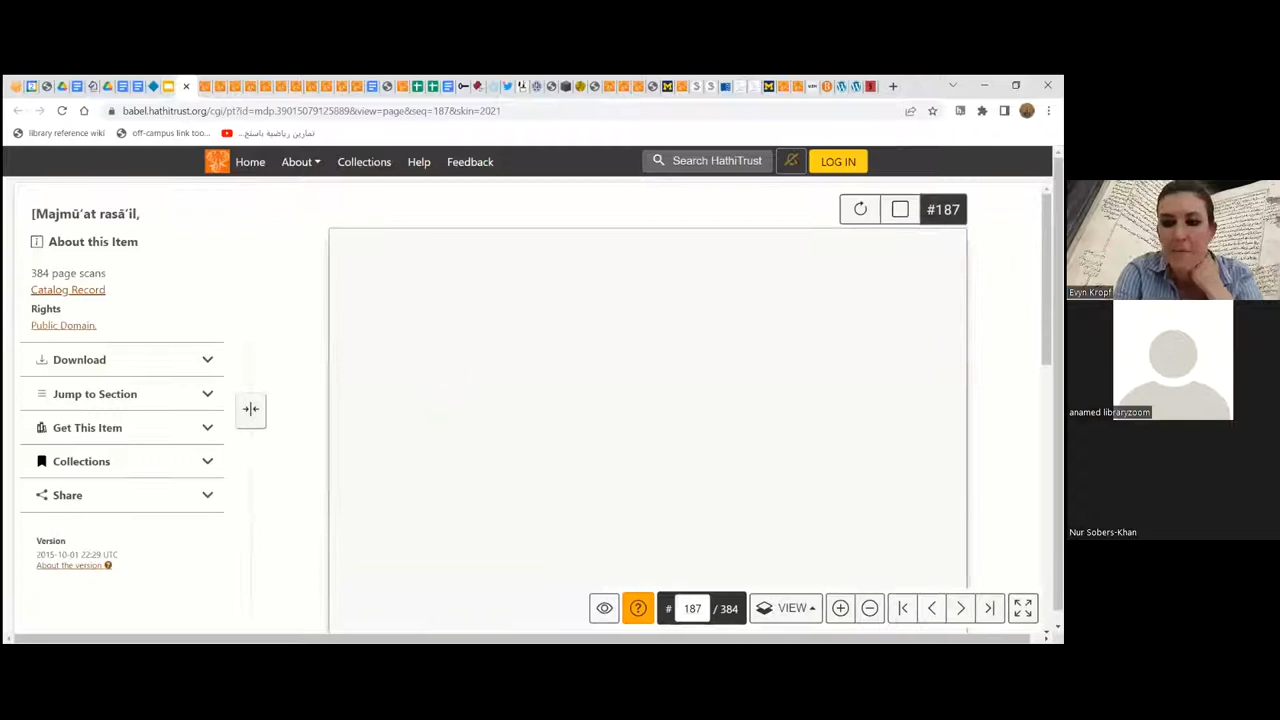 babel.hathitrust.org/cgi/pt?id=mdp.39015079125889&view=page&seq=187&skin=2021
library reference wiki
off-campus link too...
تمارين رياضية باستخ...
Home
About
Collections
Help
Feedback
Search HathiTrust
LOG IN
[Majmūʻat rasāʼil,
#187
About this Item
384 page scans
Catalog Record
Rights
Public Domain.
Download
Jump to Section
Get This Item
Collections
Share
Version
2015-10-01 22:29 UTC
About the version
# 187 / 384
VIEW
Evyn Kropf
anamed libraryzoom
Nur Sobers-Khan